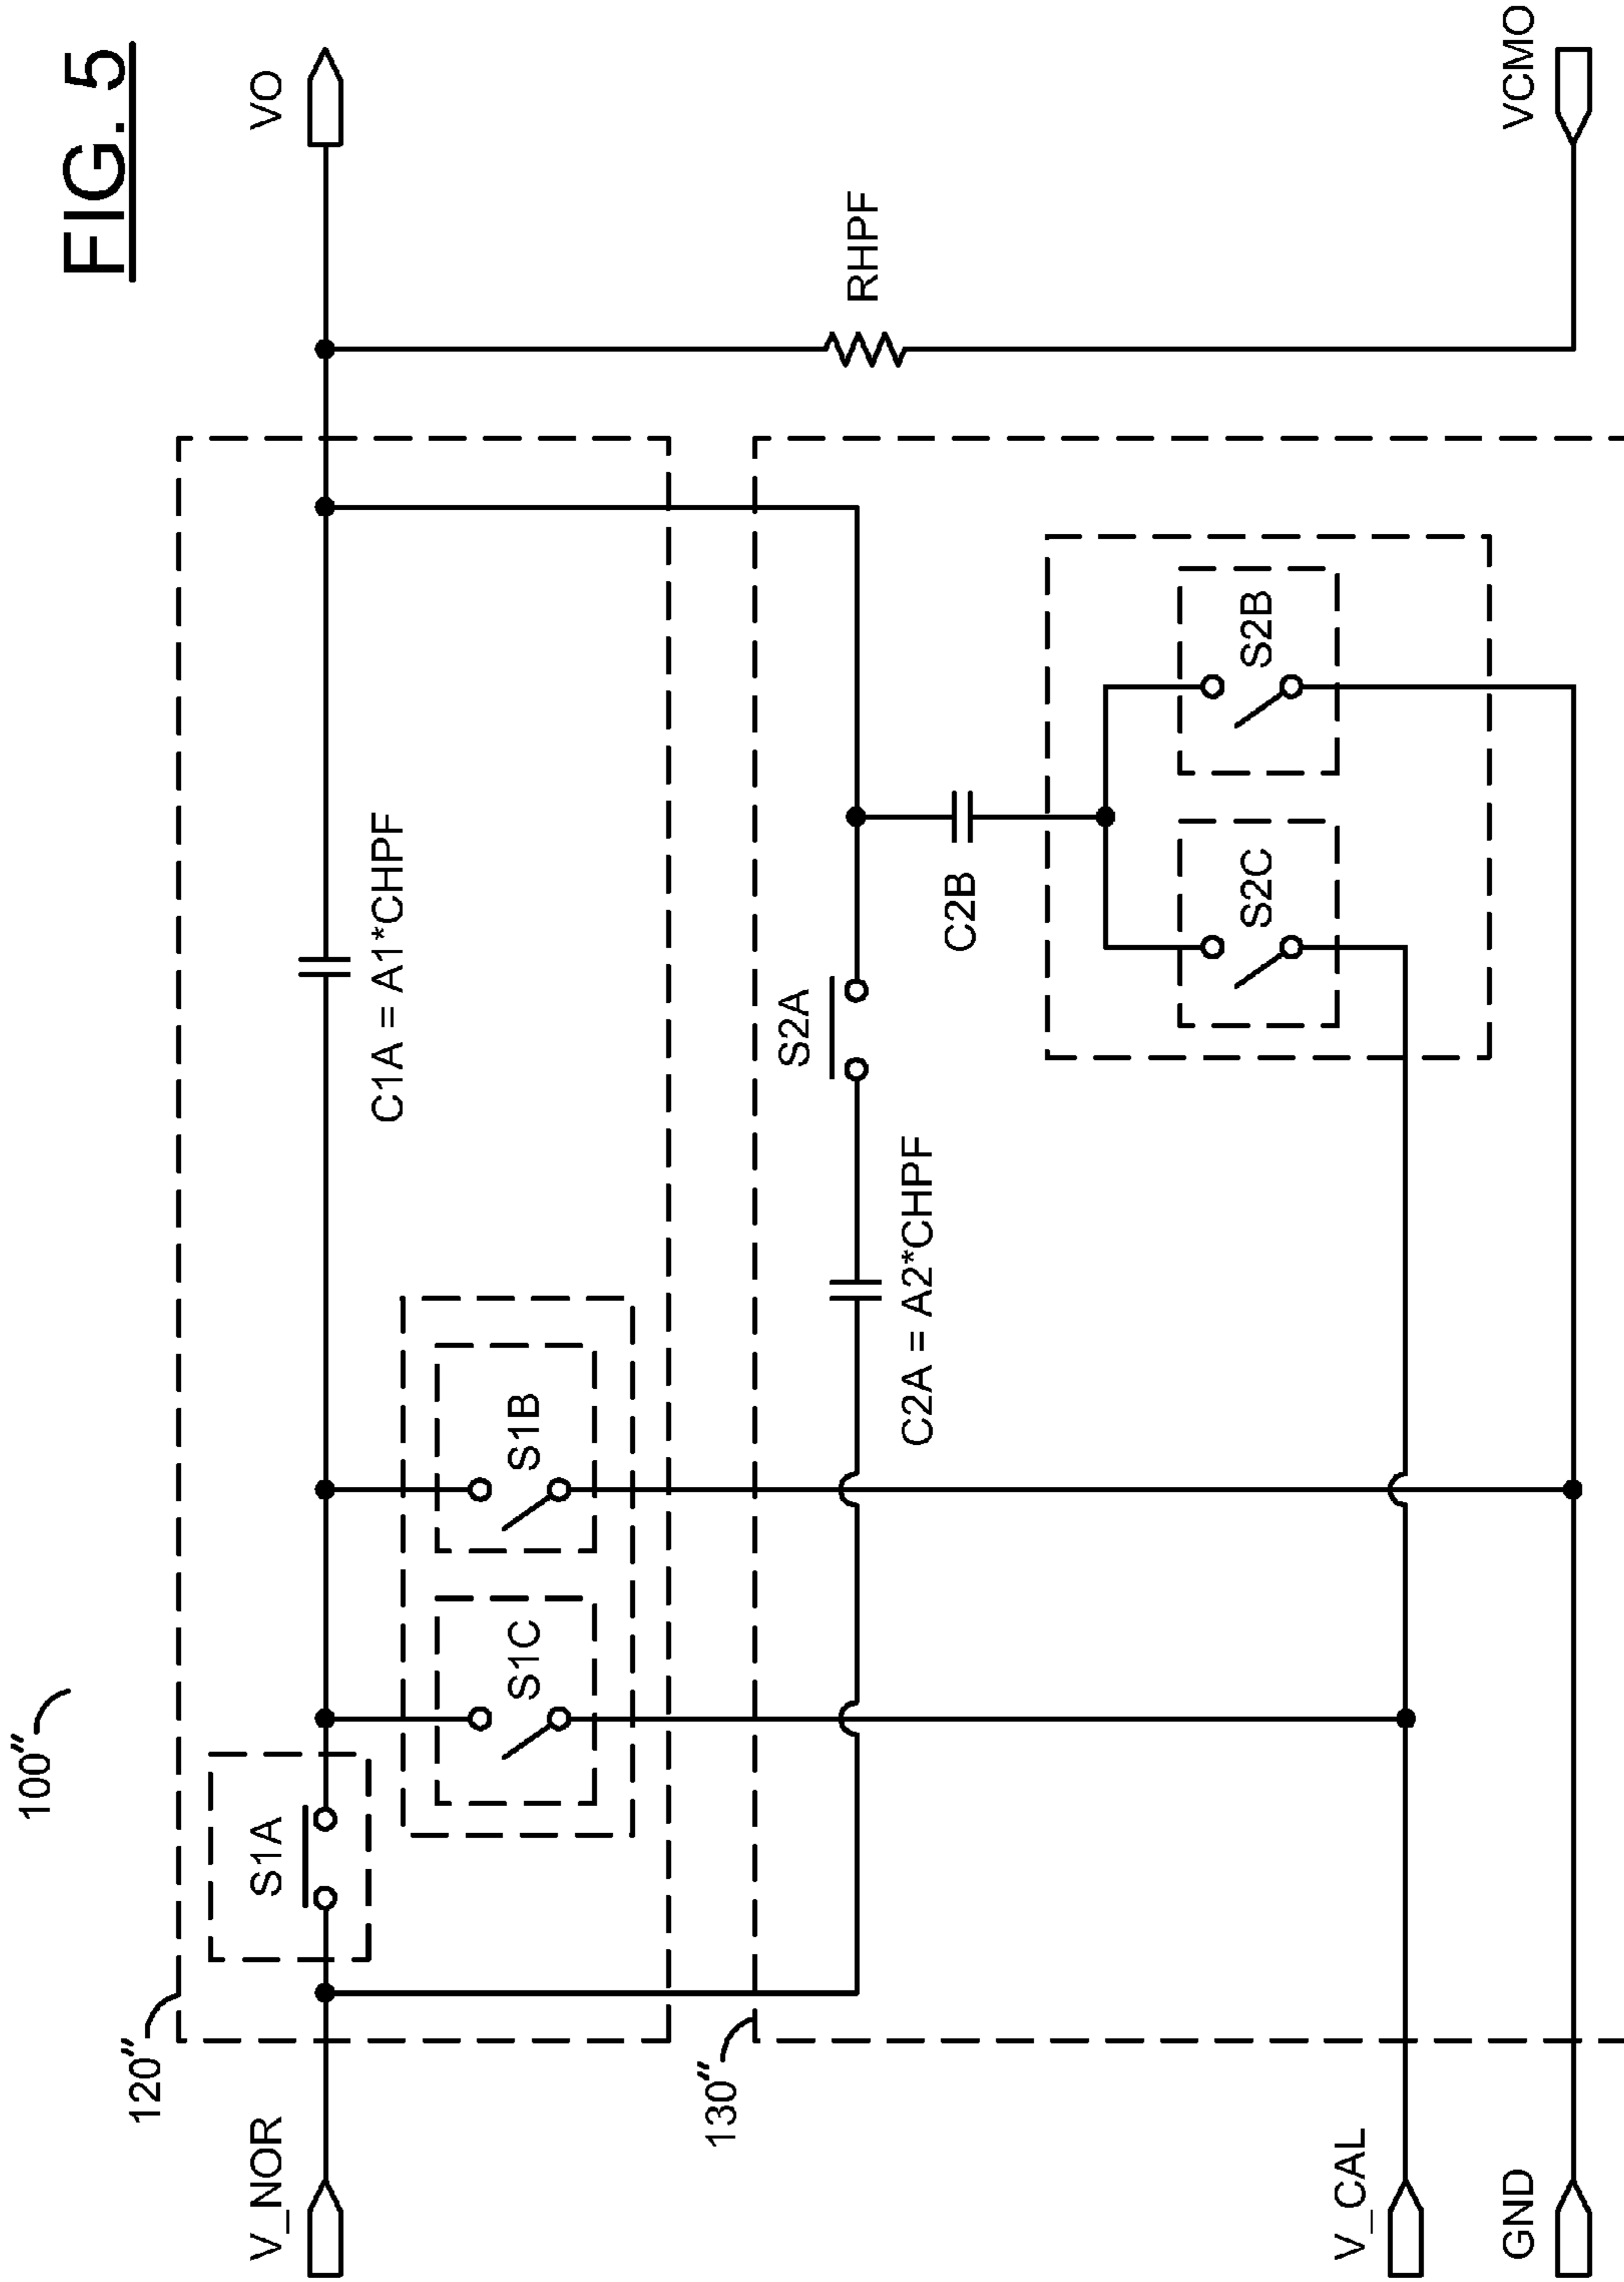 FIG. 5
100″
120″
S1A
V_NOR
VO
S1C
S1B
C1A = A1*CHPF
130″
S2A
C2A = A2*CHPF
RHPF
C2B
S2C
S2B
V_CAL
GND
VCMO